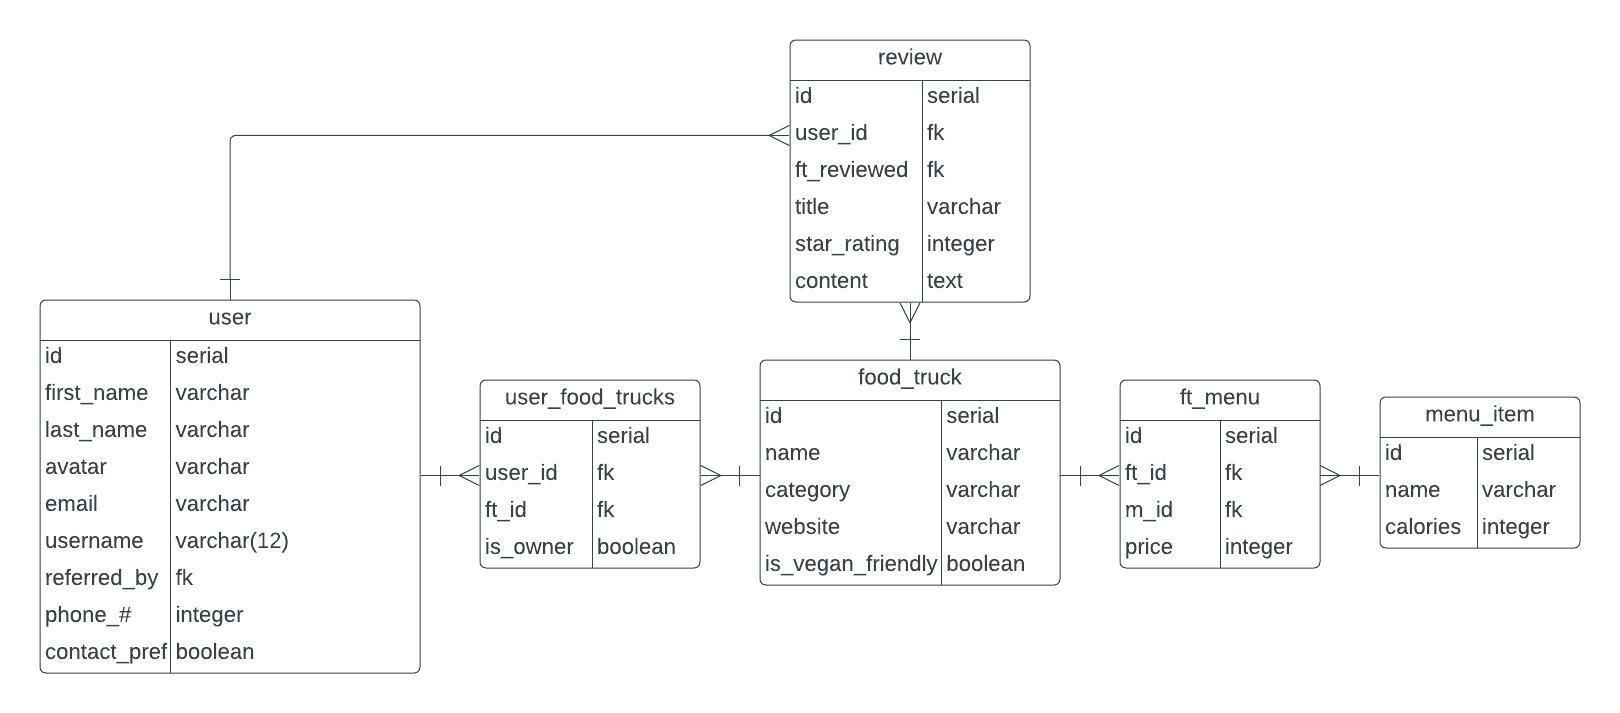 review
id serial
user_id fk
ft_reviewed fk
title varchar
star_rating integer
content text
user
id serial
first_name varchar
last_name varchar
avatar varchar
email varchar
username varchar(12)
referred_by fk
phone_# integer
contact_pref boolean
user_food_trucks
id serial
user_id fk
ft_id fk
is_owner boolean
food_truck
id serial
name varchar
category varchar
website varchar
is_vegan_friendly boolean
ft_menu
id serial
ft_id fk
m_id fk
price integer
menu_item
id serial
name varchar
calories integer